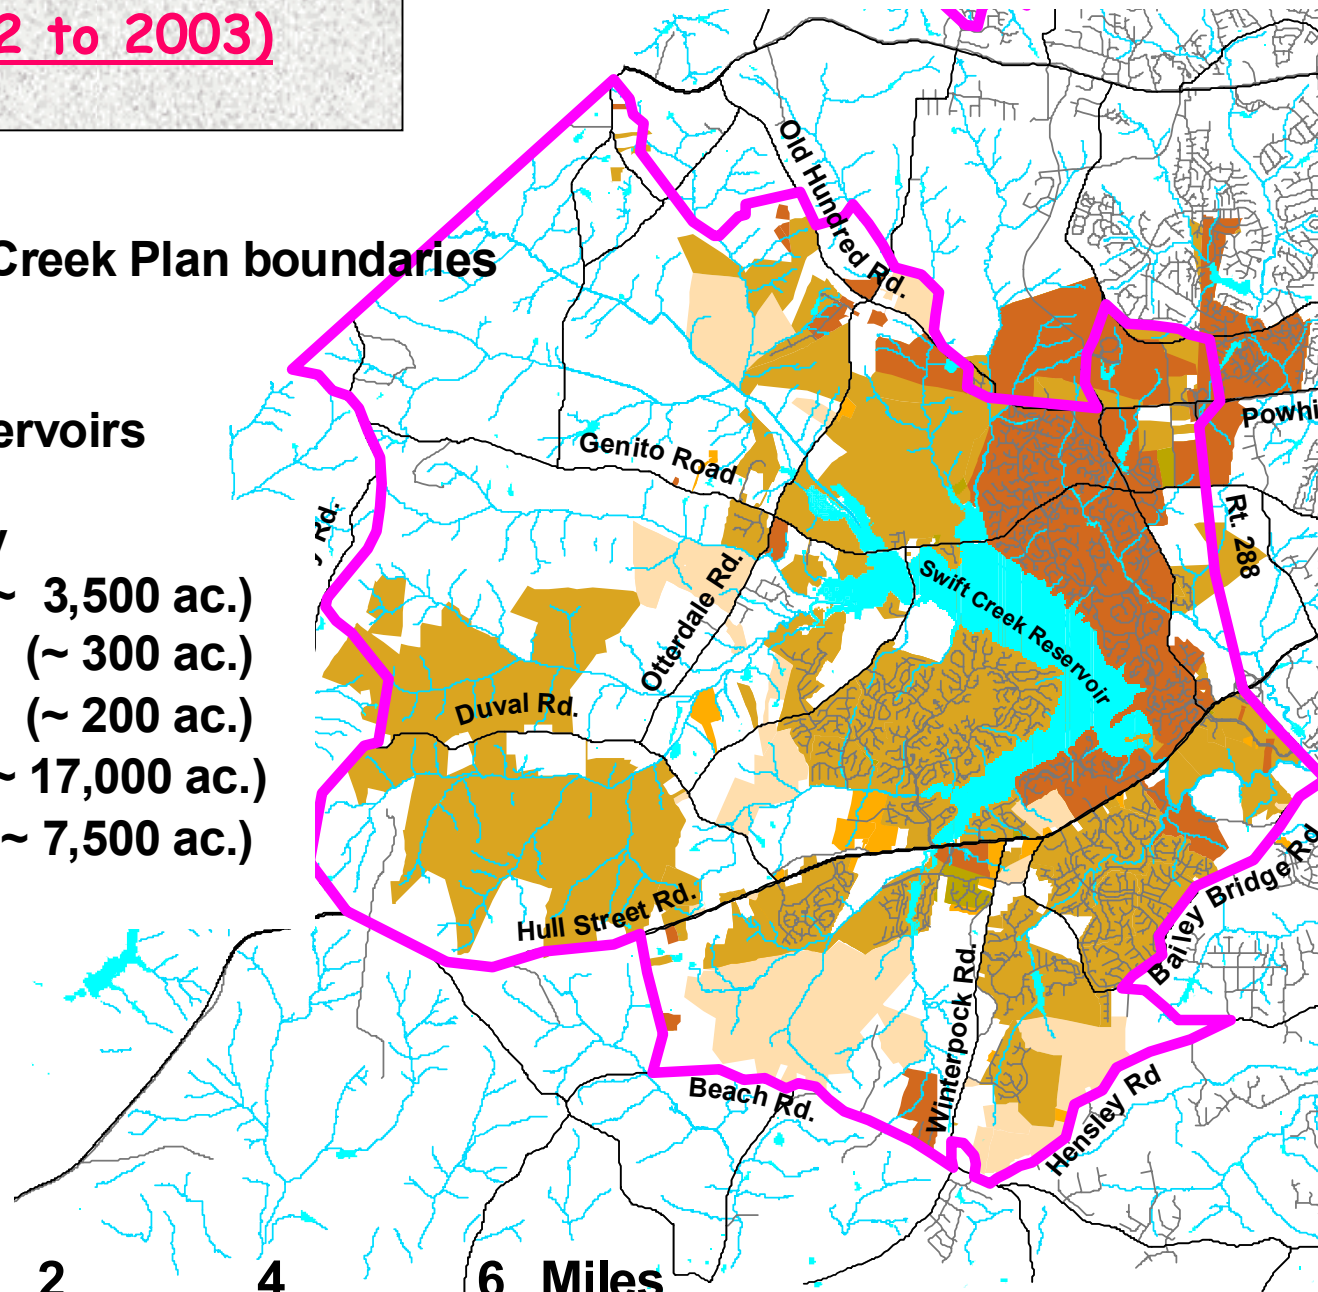 2 to 2003)
Old Hundred Rd.
Creek Plan boundaries
ervoirs
Powhi
Genito Road
Rt. 288
y Rd.
y
~ 3,500 ac.)
Swift Creek Reservoir
Otterdale Rd.
(~ 300 ac.)
(~ 200 ac.)
Duval Rd.
~ 17,000 ac.)
~ 7,500 ac.)
Hull Street Rd.
Bailey Bridge Rd
Winterpock Rd.
Beach Rd.
Hensley Rd
2 4 6 Miles